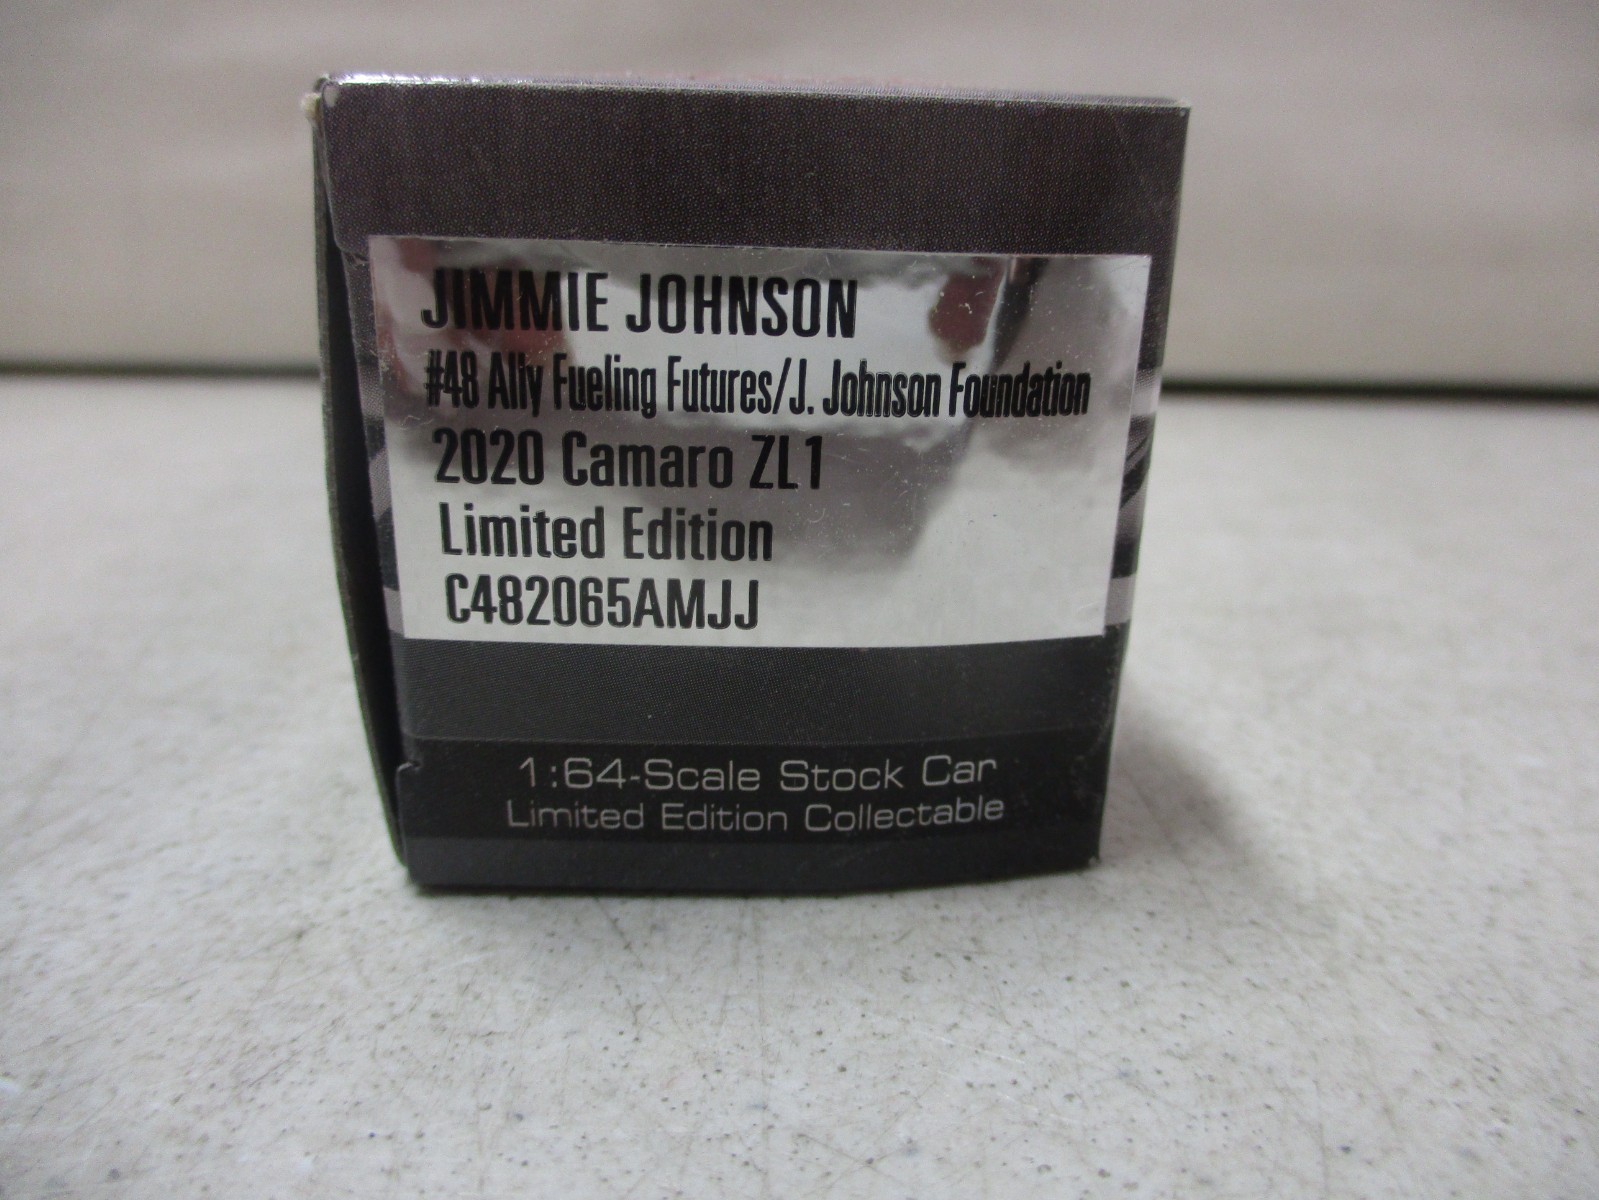 JIMMIE JOHNSON
#48 Ally Fueling Futures/J. Johnson Foundation
2020 Camaro ZL1
Limited Edition
C482065AMJJ
1:64-Scale Stock Car
Limited Edition Collectable